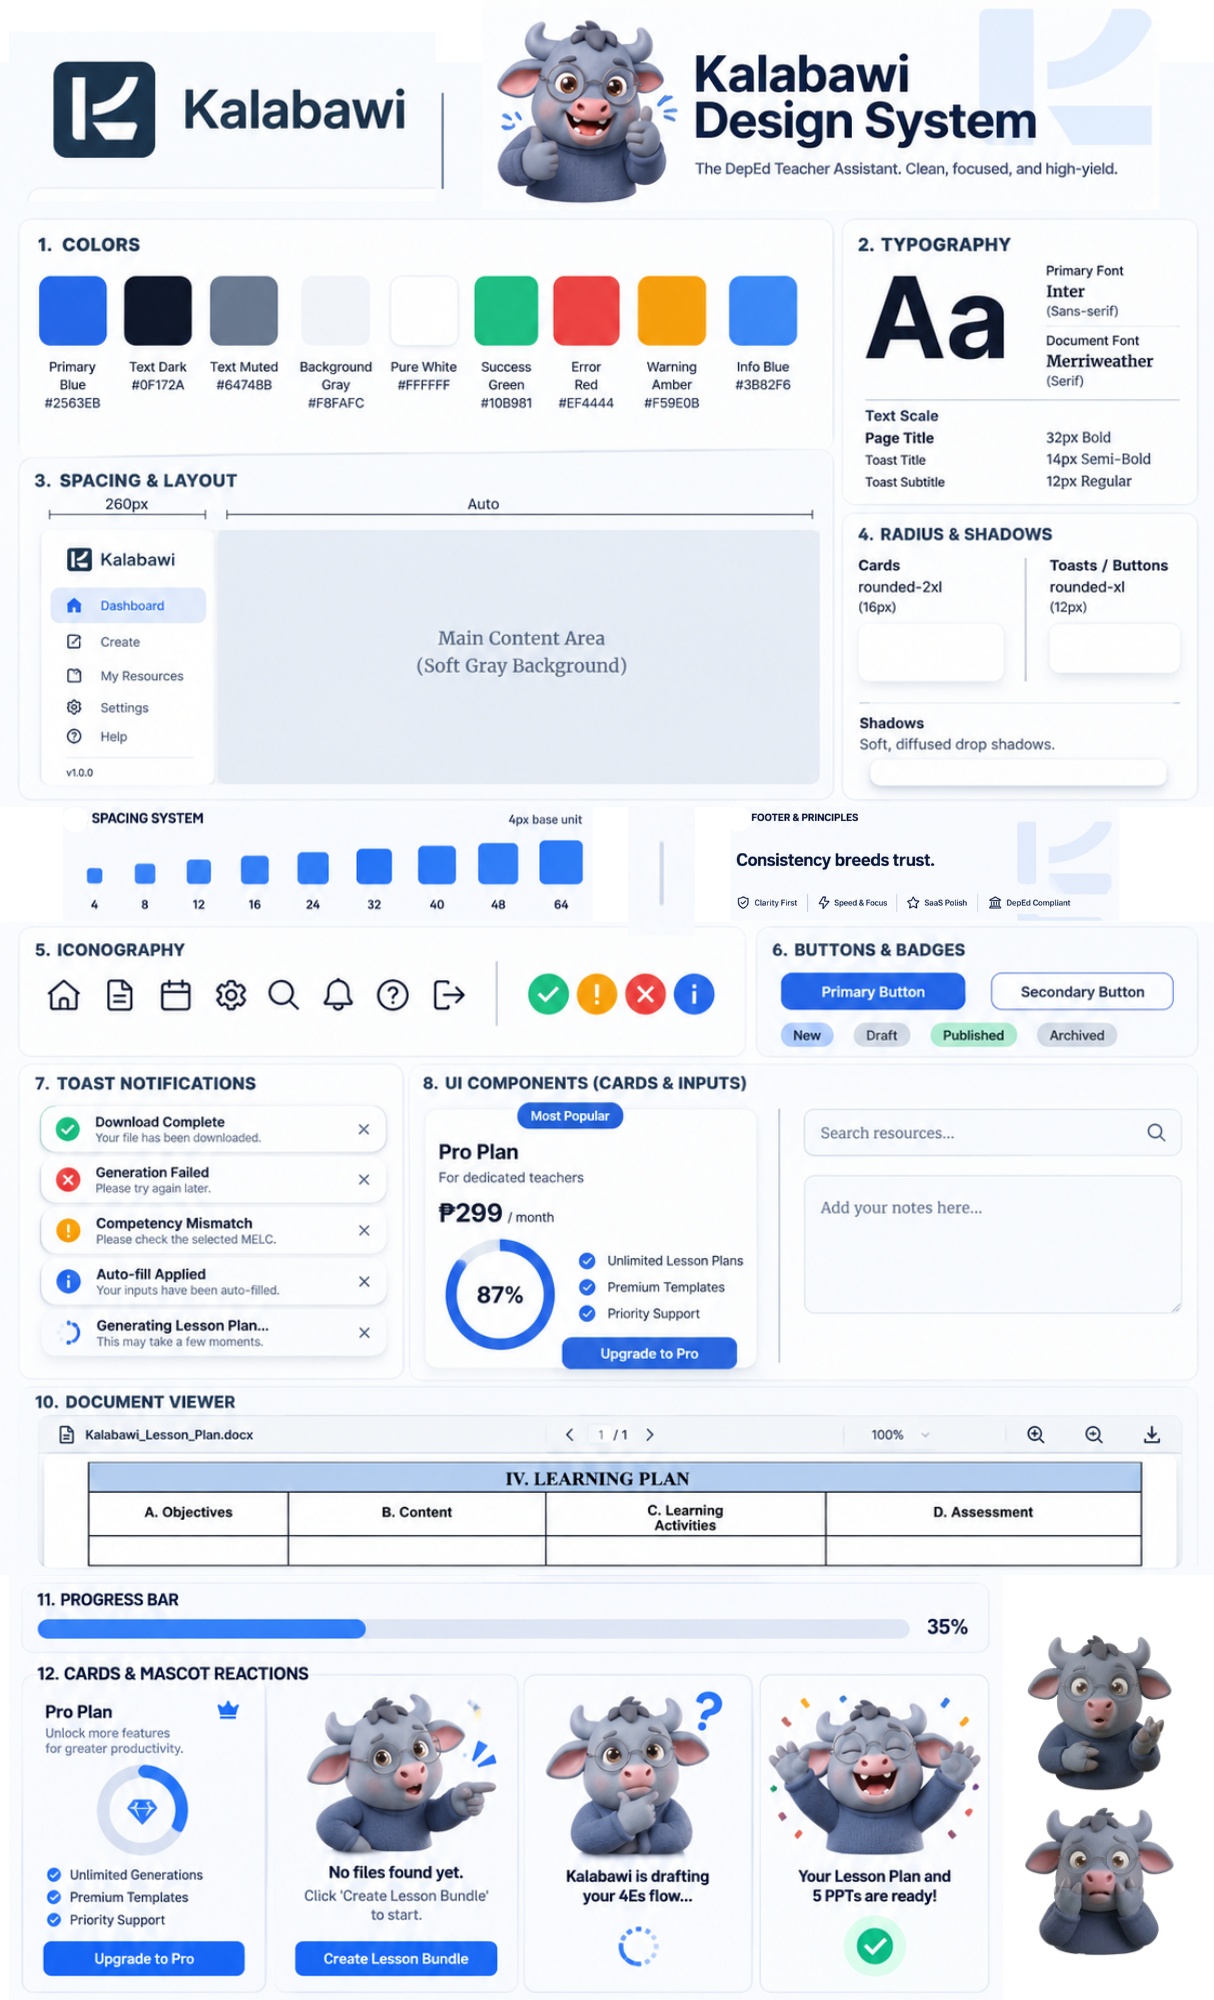 Kalabawi
Kalabawi
Design System
The DepEd Teacher Assistant. Clean, focused, and high-yield.
1. COLORS
Primary
Blue
#2563EB
Text Dark
#0F172A
Text Muted
#64748B
Background
Gray
#F8FAFC
Pure White
#FFFFFF
Success
Green
#10B981
Error
Red
#EF4444
Warning
Amber
#F59E0B
Info Blue
#3B82F6
2. TYPOGRAPHY
Aa
Primary Font
Inter
(Sans-serif)
Document Font
Merriweather
(Serif)
Text Scale
Page Title 32px Bold
Toast Title 14px Semi-Bold
Toast Subtitle 12px Regular
3. SPACING & LAYOUT
260px
Auto
Kalabawi
Dashboard
Create
My Resources
Settings
Help
v1.0.0
Main Content Area
(Soft Gray Background)
4. RADIUS & SHADOWS
Cards
rounded-2xl
(16px)
Toasts / Buttons
rounded-xl
(12px)
Shadows
Soft, diffused drop shadows.
SPACING SYSTEM
4px base unit
4 8 12 16 24 32 40 48 64
FOOTER & PRINCIPLES
Consistency breeds trust.
Clarity First
Speed & Focus
SaaS Polish
DepEd Compliant
5. ICONOGRAPHY
6. BUTTONS & BADGES
Primary Button
Secondary Button
New
Draft
Published
Archived
7. TOAST NOTIFICATIONS
Download Complete
Your file has been downloaded.
Generation Failed
Please try again later.
Competency Mismatch
Please check the selected MELC.
Auto-fill Applied
Your inputs have been auto-filled.
Generating Lesson Plan...
This may take a few moments.
8. UI COMPONENTS (CARDS & INPUTS)
Most Popular
Pro Plan
For dedicated teachers
₱299 / month
87%
Unlimited Lesson Plans
Premium Templates
Priority Support
Upgrade to Pro
Search resources...
Add your notes here...
10. DOCUMENT VIEWER
Kalabawi_Lesson_Plan.docx
1 / 1
100%
IV. LEARNING PLAN
A. Objectives
B. Content
C. Learning
Activities
D. Assessment
11. PROGRESS BAR
35%
12. CARDS & MASCOT REACTIONS
Pro Plan
Unlock more features
for greater productivity.
Unlimited Generations
Premium Templates
Priority Support
Upgrade to Pro
No files found yet.
Click 'Create Lesson Bundle'
to start.
Create Lesson Bundle
?
Kalabawi is drafting
your 4Es flow...
Your Lesson Plan and
5 PPTs are ready!